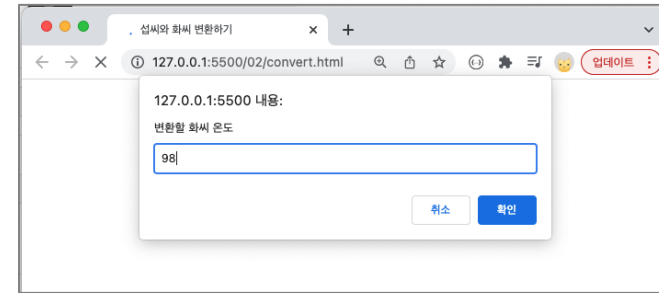 섭씨와 화씨 변환하기
127.0.0.1:5500/02/convert.html
업데이트
127.0.0.1:5500 내용:
변환할 화씨 온도
98
취소 확인